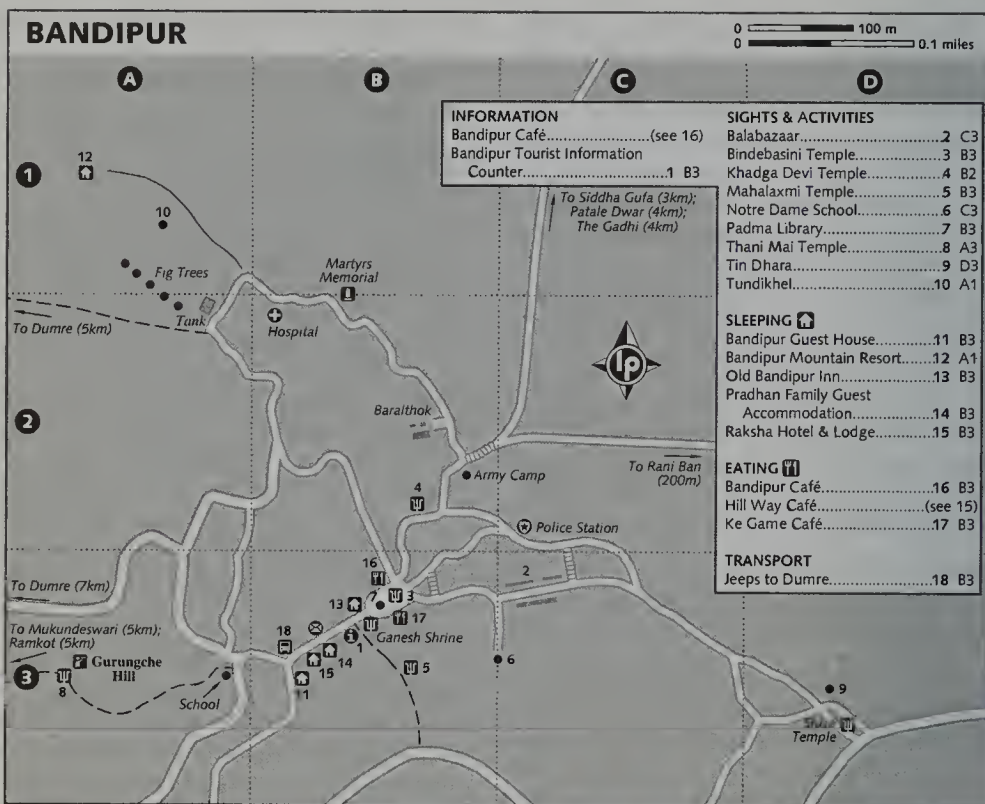 BANDIPUR
0 100 m
0 0.1 miles
A B C D
INFORMATION
Bandipur Café.....................(see 16)
Bandipur Tourist Information
Counter.........................1 B3
SIGHTS & ACTIVITIES
Balabazaar.........................2 C3
Bindebasini Temple................3 B3
Khadga Devi Temple...............4 B2
Mahalaxmi Temple.................5 B3
Notre Dame School................6 C3
Padma Library.....................7 B3
Thani Mai Temple..................8 A3
Tin Dhara..........................9 D3
Tundikhel.........................10 A1
SLEEPING
Bandipur Guest House............11 B3
Bandipur Mountain Resort.......12 A1
Old Bandipur Inn..................13 B3
Pradhan Family Guest
Accommodation................14 B3
Raksha Hotel & Lodge............15 B3
EATING
Bandipur Café.....................16 B3
Hill Way Café..................(see 15)
Ke Game Café.....................17 B3
TRANSPORT
Jeeps to Dumre...................18 B3
12
1
10
To Siddha Gufa (3km);
Patale Dwar (4km);
The Gadhi (4km)
Fig Trees
Martyrs
Memorial
Tank
To Dumre (5km)
Hospital
lp
Baralthok
2
To Rani Ban
(200m)
Army Camp
4
Police Station
16
2
To Dumre (7km)
7
3
13
17
To Mukundeswari (5km);
Ramkot (5km)
18
1
Ganesh Shrine
14
15
5
6
3
Gurungche
Hill
8
School
11
9
Temple